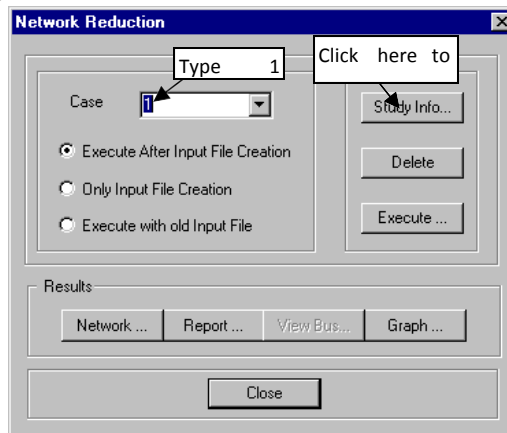 Network Reduction
Type 1
Click here to
Case 1
Study Info...
Execute After Input File Creation
Delete
Only Input File Creation
Execute with old Input File
Execute ...
Results
Network ... Report ... View Bus... Graph ...
Close